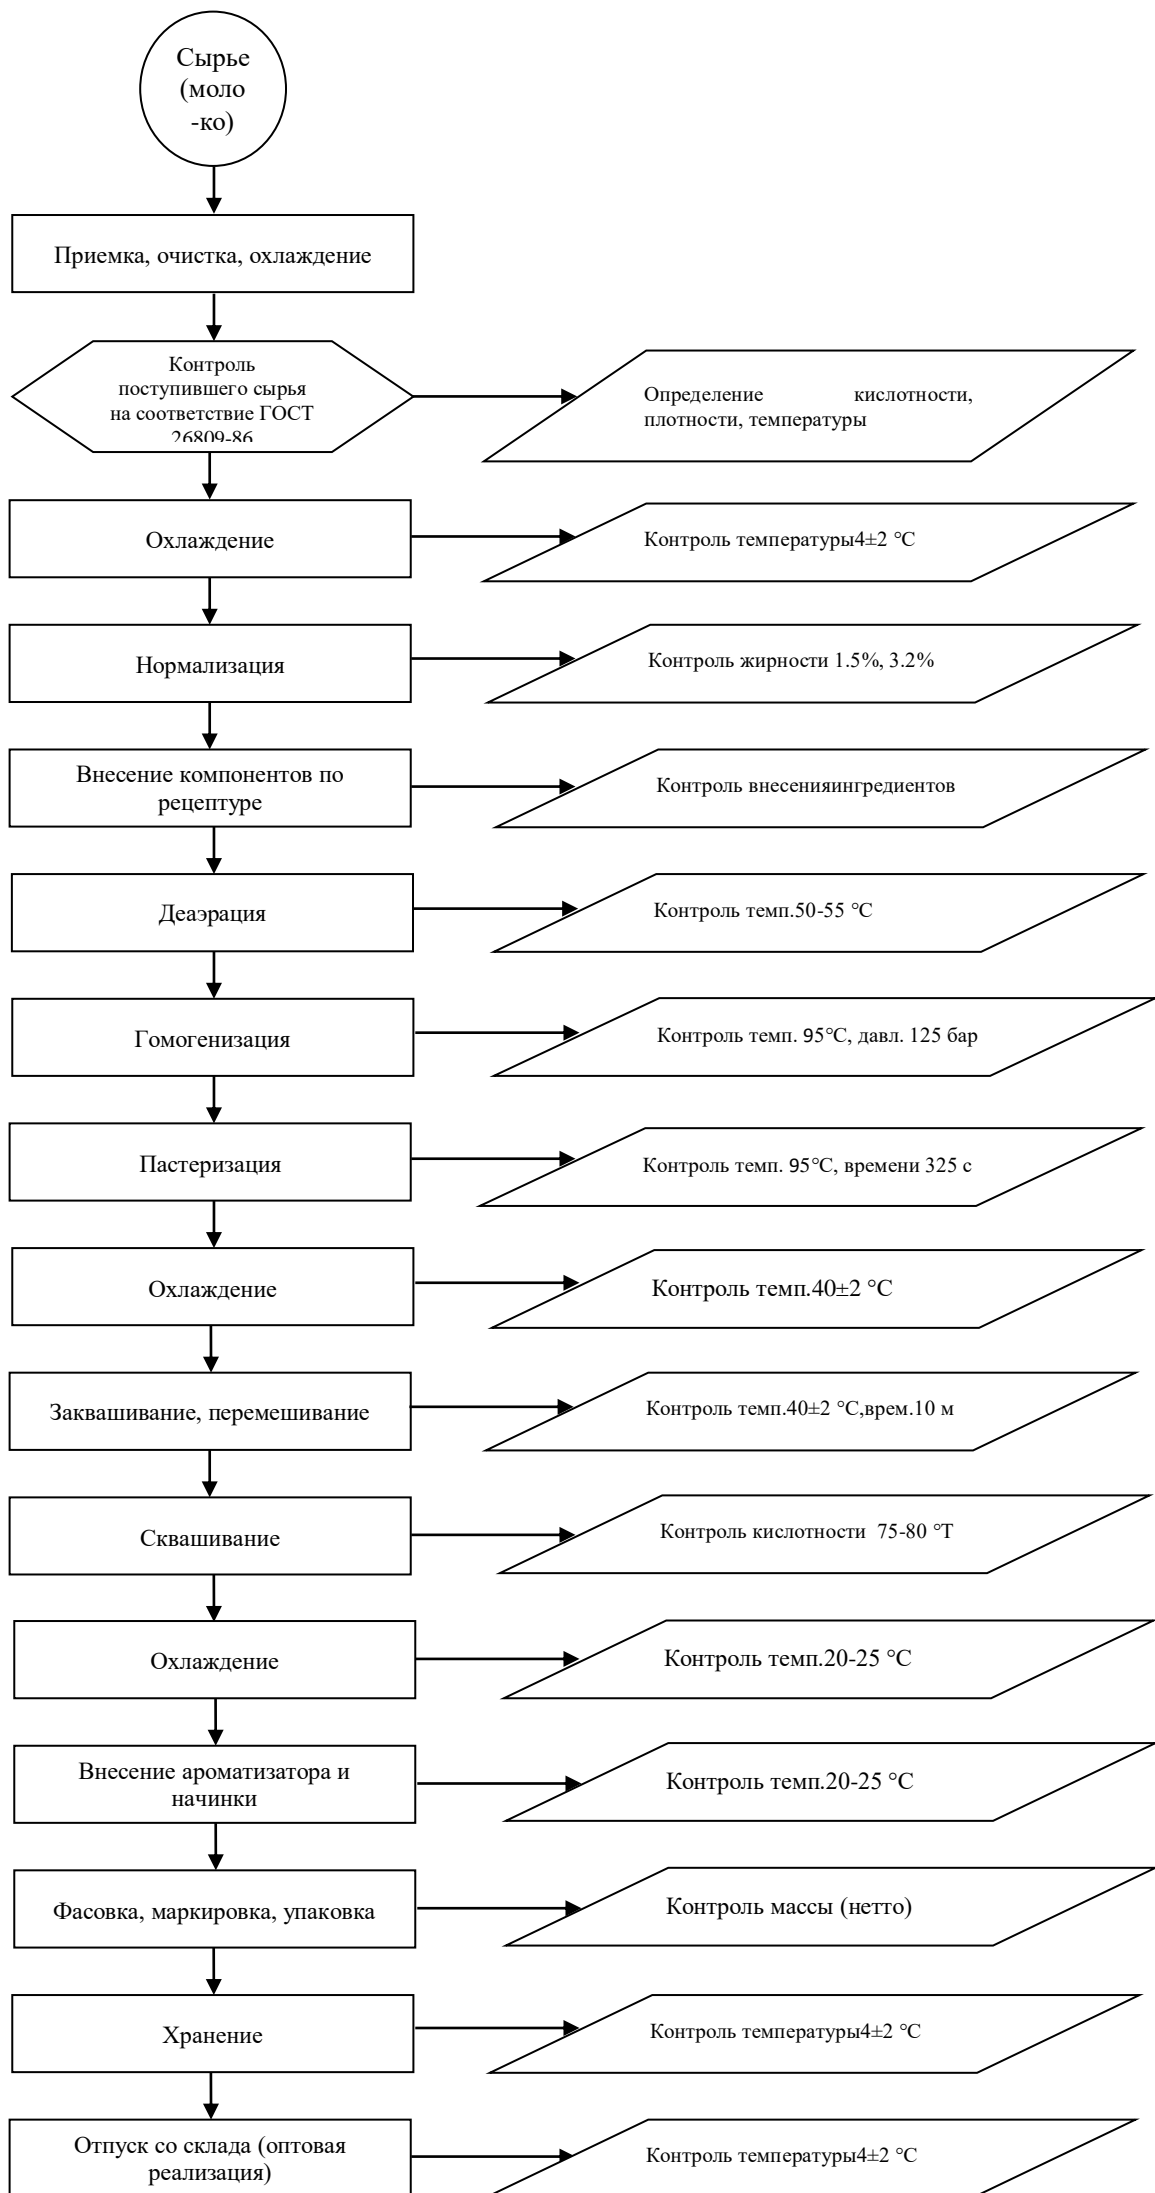 Сырье
(моло
-ко)
Приемка, очистка, охлаждение
Контроль
поступившего сырья
на соответствие ГОСТ
26809-86
Определение кислотности,
плотности, температуры
Охлаждение
Контроль температуры4±2 °С
Нормализация
Контроль жирности 1.5%, 3.2%
Внесение компонентов по
рецептуре
Контроль внесенияингредиентов
Деаэрация
Контроль темп.50-55 °С
Гомогенизация
Контроль темп. 95°С, давл. 125 бар
Пастеризация
Контроль темп. 95°С, времени 325 с
Охлаждение
Контроль темп.40±2 °С
Заквашивание, перемешивание
Контроль темп.40±2 °С,врем.10 м
Сквашивание
Контроль кислотности  75-80 °Т
Охлаждение
Контроль темп.20-25 °С
Внесение ароматизатора и
начинки
Контроль темп.20-25 °С
Фасовка, маркировка, упаковка
Контроль массы (нетто)
Хранение
Контроль температуры4±2 °С
Отпуск со склада (оптовая
реализация)
Контроль температуры4±2 °С